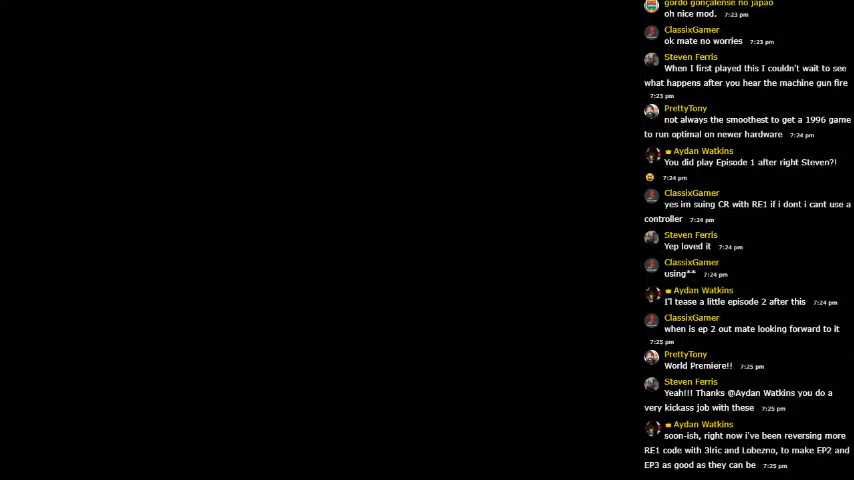 gordo gonçalense no japão
oh nice mod. 7:23 pm
ClassixGamer
ok mate no worries 7:23 pm
Steven Ferris
When I first played this I couldn't wait to see
what happens after you hear the machine gun fire
7:23 pm
PrettyTony
not always the smoothest to get a 1996 game
to run optimal on newer hardware 7:24 pm
Aydan Watkins
You did play Episode 1 after right Steven?!
😆 7:24 pm
ClassixGamer
yes im suing CR with RE1 if i dont i cant use a
controller 7:24 pm
Steven Ferris
Yep loved it 7:24 pm
ClassixGamer
using** 7:24 pm
Aydan Watkins
I'l tease a little episode 2 after this 7:24 pm
ClassixGamer
when is ep 2 out mate looking forward to it
7:25 pm
PrettyTony
World Premiere!! 7:25 pm
Steven Ferris
Yeah!!! Thanks @Aydan Watkins you do a
very kickass job with these 7:25 pm
Aydan Watkins
soon-ish, right now i've been reversing more
RE1 code with 3lric and Lobezno, to make EP2 and
EP3 as good as they can be 7:25 pm